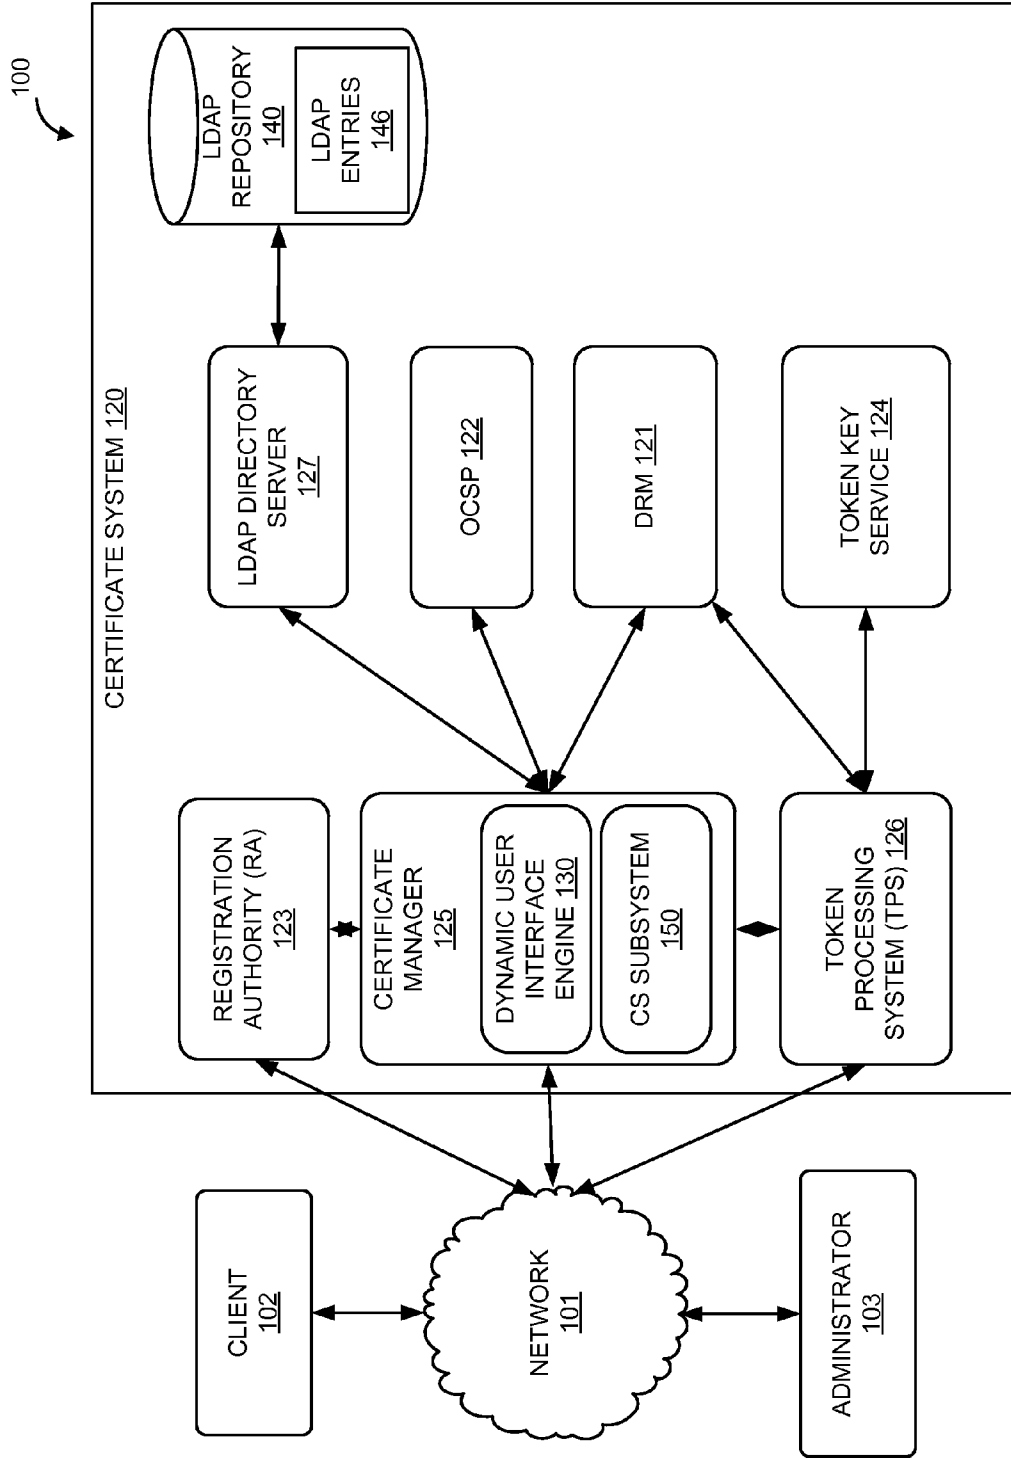 100
CERTIFICATE SYSTEM 120
CLIENT
102
NETWORK
101
ADMINISTRATOR
103
REGISTRATION
AUTHORITY (RA)
123
CERTIFICATE
MANAGER
125
DYNAMIC USER
INTERFACE
ENGINE 130
CS SUBSYSTEM
150
TOKEN
PROCESSING
SYSTEM (TPS) 126
LDAP DIRECTORY
SERVER
127
OCSP 122
DRM 121
TOKEN KEY
SERVICE 124
LDAP
REPOSITORY
140
LDAP
ENTRIES
146